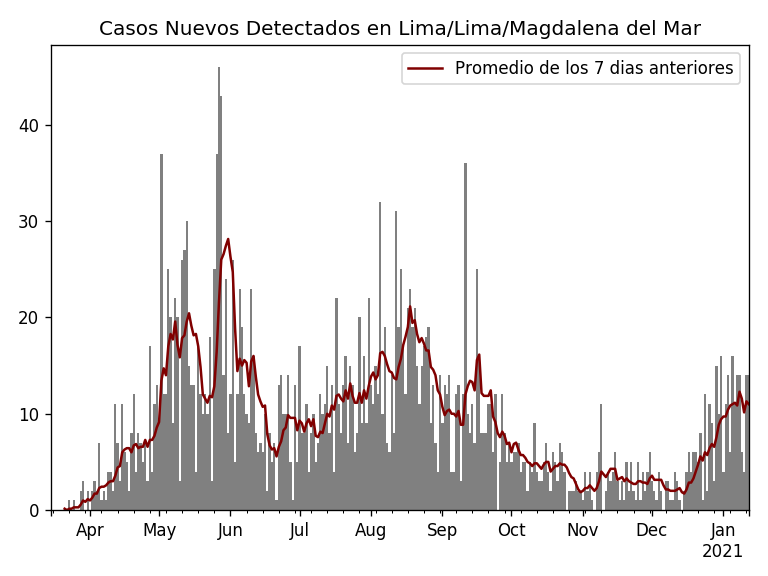 Casos Nuevos Detectados en Lima/Lima/Magdalena del Mar
Promedio de los 7 dias anteriores
40
30
20
10
0
Apr May Jun Jul Aug Sep Oct Nov Dec Jan
2021